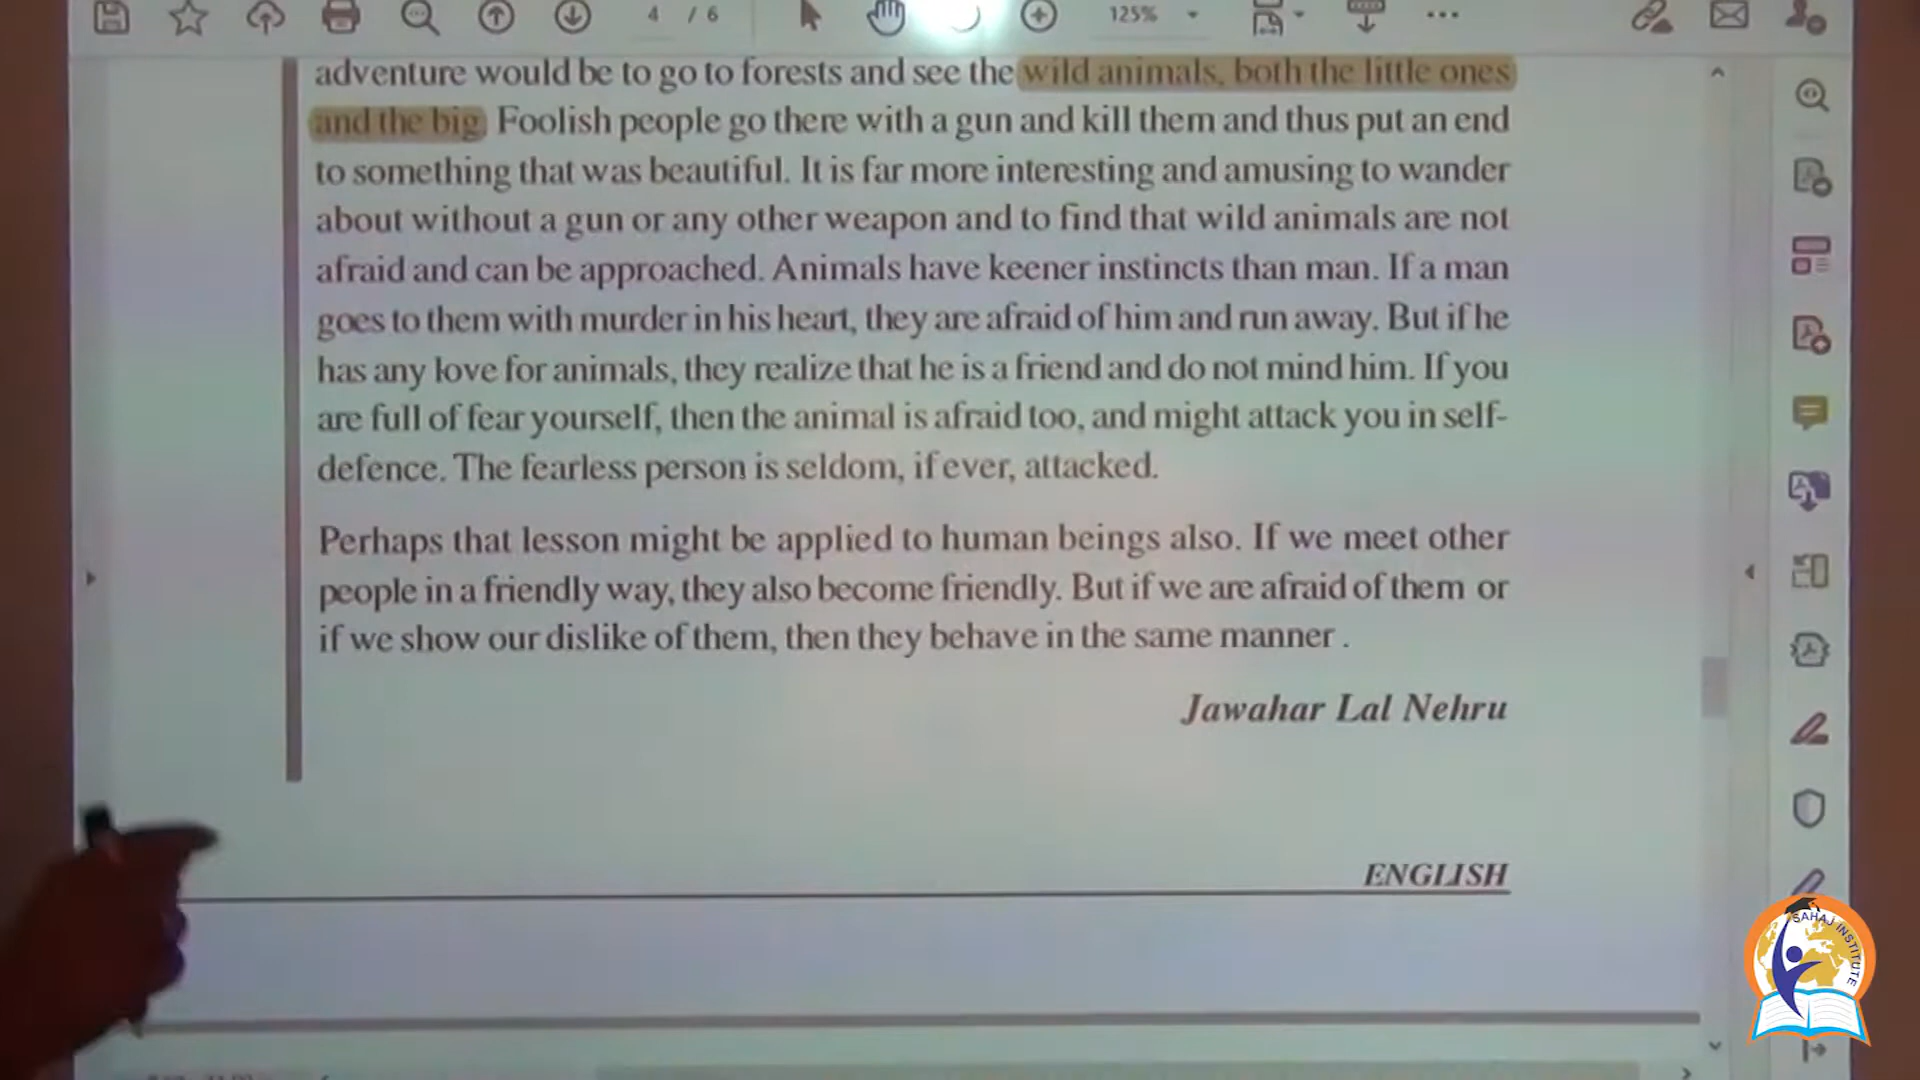 4 / 6
125%
adventure would be to go to forests and see the wild animals, both the little ones
and the big. Foolish people go there with a gun and kill them and thus put an end
to something that was beautiful. It is far more interesting and amusing to wander
about without a gun or any other weapon and to find that wild animals are not
afraid and can be approached. Animals have keener instincts than man. If a man
goes to them with murder in his heart, they are afraid of him and run away. But if he
has any love for animals, they realize that he is a friend and do not mind him. If you
are full of fear yourself, then the animal is afraid too, and might attack you in self-
defence. The fearless person is seldom, if ever, attacked.
Perhaps that lesson might be applied to human beings also. If we meet other
people in a friendly way, they also become friendly. But if we are afraid of them or
if we show our dislike of them, then they behave in the same manner .
Jawahar Lal Nehru
ENGLISH
SAHAJ INSTITUTE